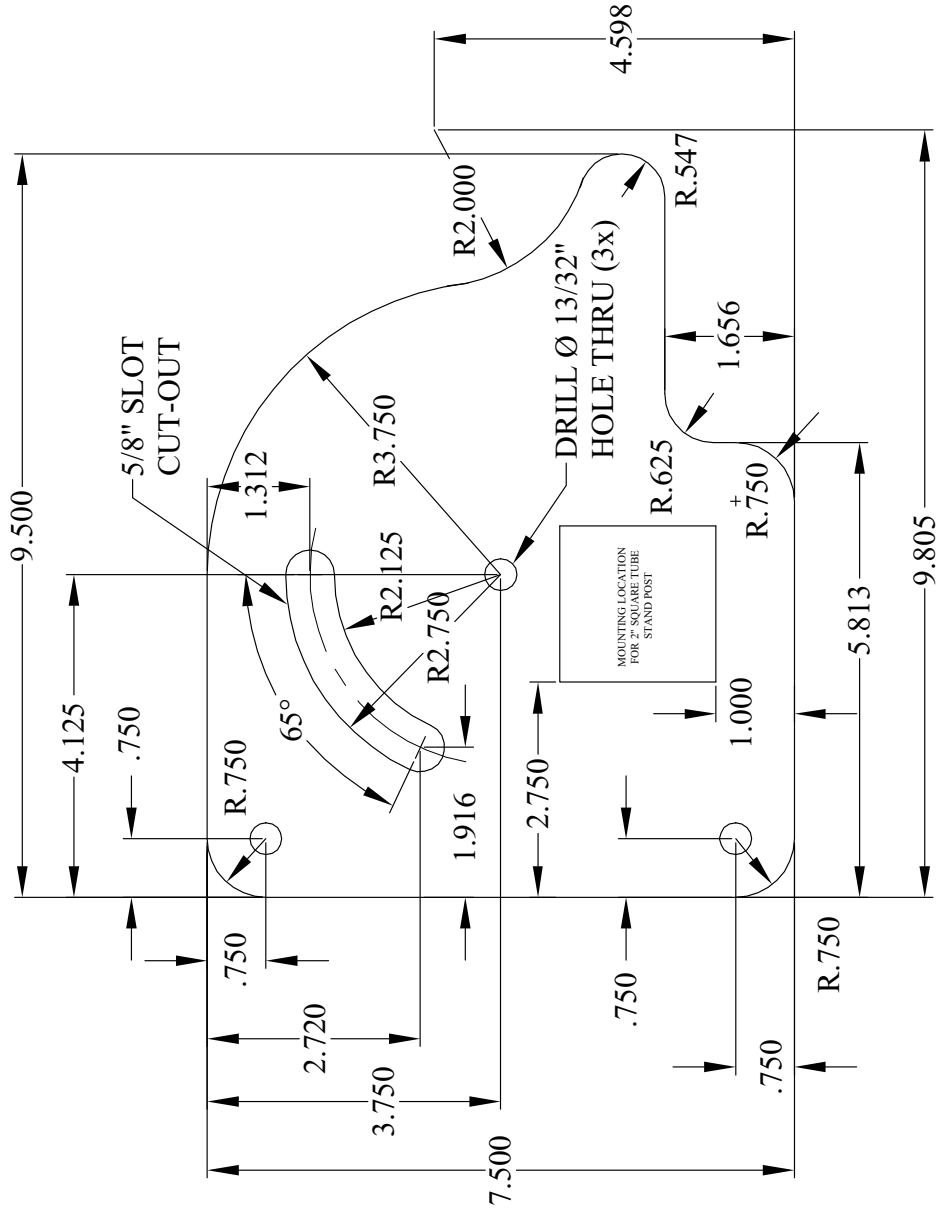 9.500
4.125
.750
5/8" SLOT
CUT-OUT
1.312
R.750
65°
R3.750
R2.000
4.598
R2.125
R2.750
.750
2.720
3.750
7.500
1.916
2.750
DRILL Ø 13/32"
HOLE THRU (3x)
R.547
MOUNTING LOCATION
FOR 2" SQUARE TUBE
STAND POST
R.625
1.656
R.750
1.000
.750
.750
R.750
5.813
9.805